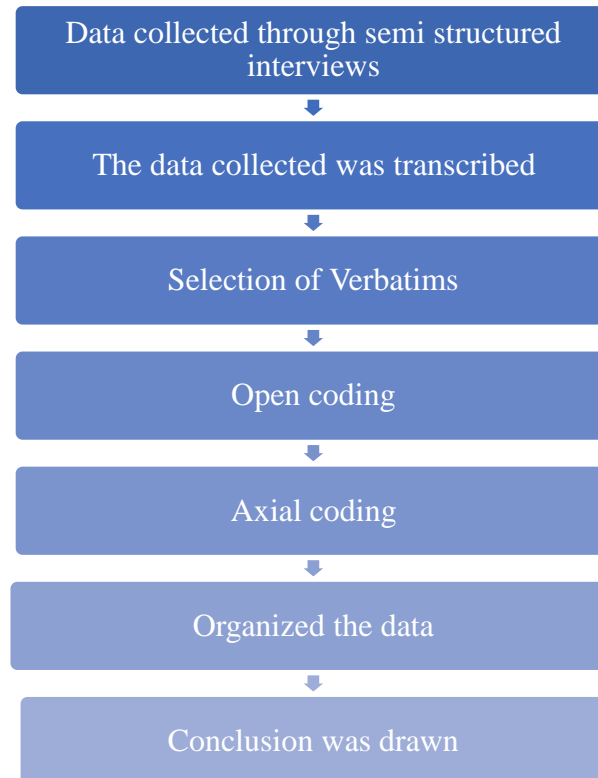 Data collected through semi structured
interviews
The data collected was transcribed
Selection of Verbatims
Open coding
Axial coding
Organized the data
Conclusion was drawn